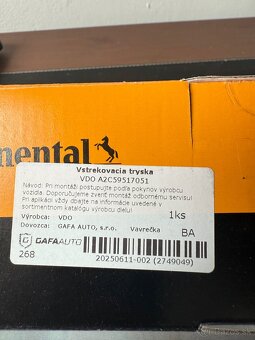 nental
Vstrekovacia tryska
VDO A2C59517051
Návod: Pri montáži postupujte podľa pokynov výrobcu
vozidla. Doporučujeme zveriť montáž odbornému servisu!
Pri aplikácii vždy dbajte na informácie uvedené v
sortimentnom katalógu výrobcu dielu!
Výrobca: VDO 1ks
Dovozca: GAFA AUTO, s.r.o. Vavrečka BA
GAFAAUTO
268 20250611-002 (2749049)